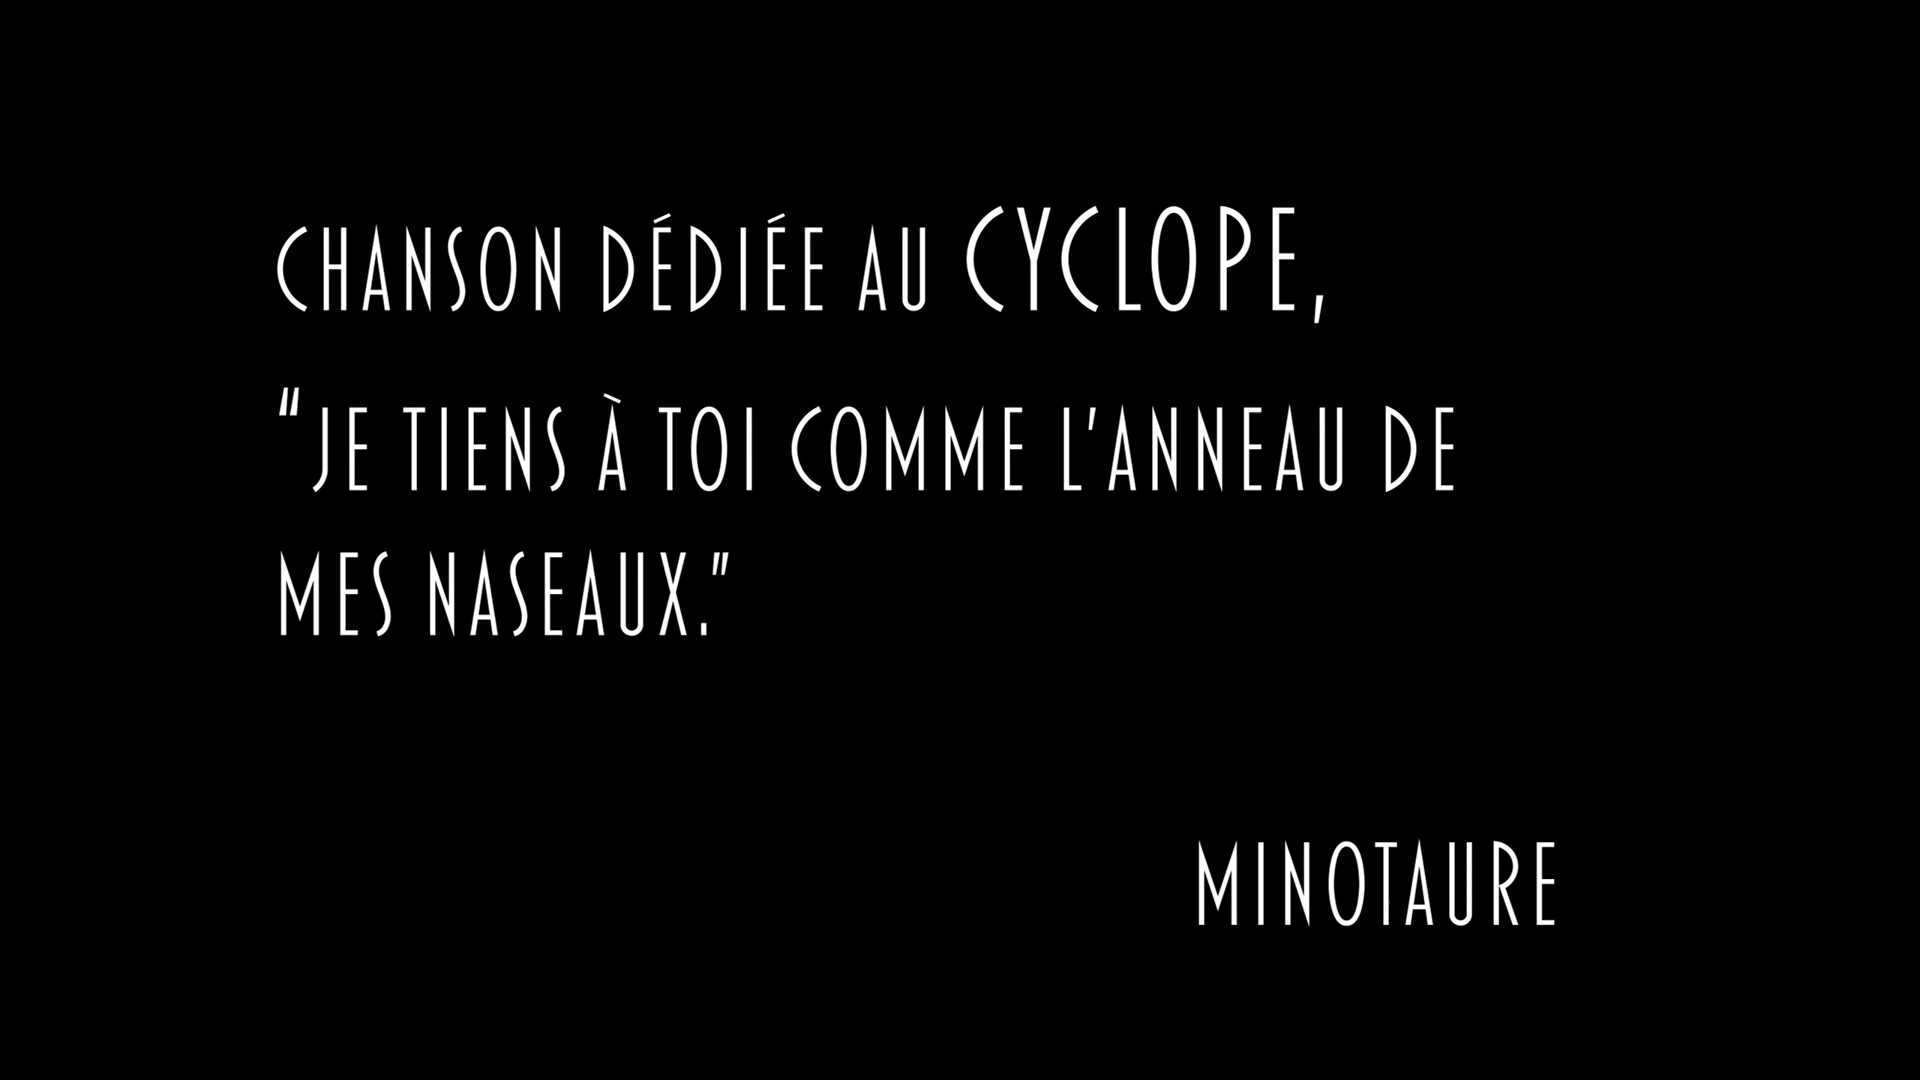 CHANSON DÉDIÉE AU CYCLOPE,
"JE TIENS À TOI COMME L'ANNEAU DE
MES NASEAUX."
MINOTAURE